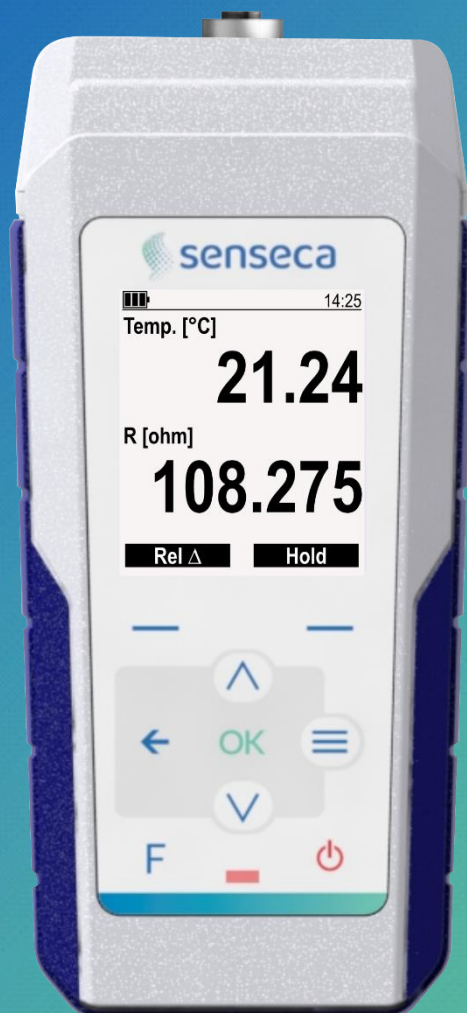 senseca
14:25
Temp. [°C]
21.24
R [ohm]
108.275
Rel Δ Hold
OK
F